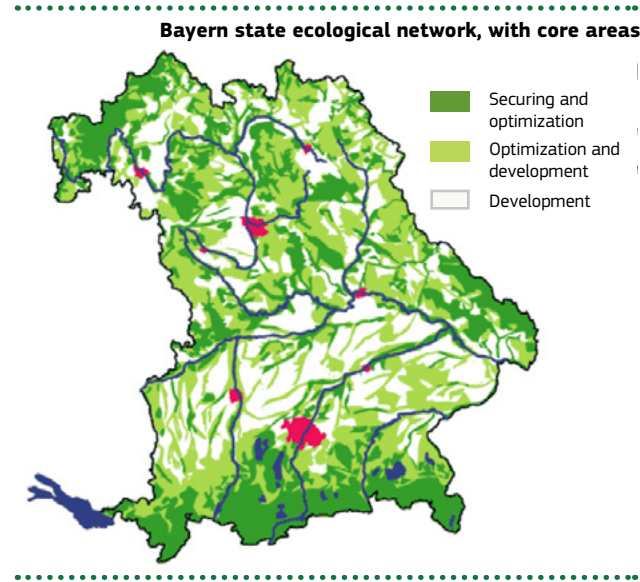 Bayern state ecological network, with core areas
Securing and
optimization
Optimization and
development
Development